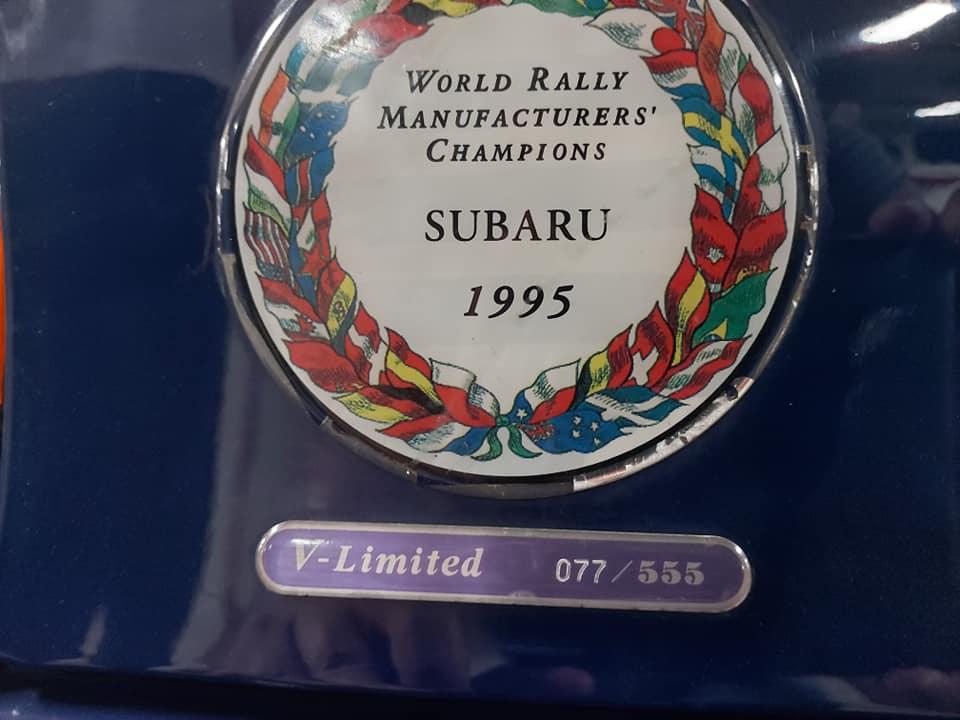 WORLD RALLY
MANUFACTURERS'
CHAMPIONS
SUBARU
1995
V-Limited 077/555